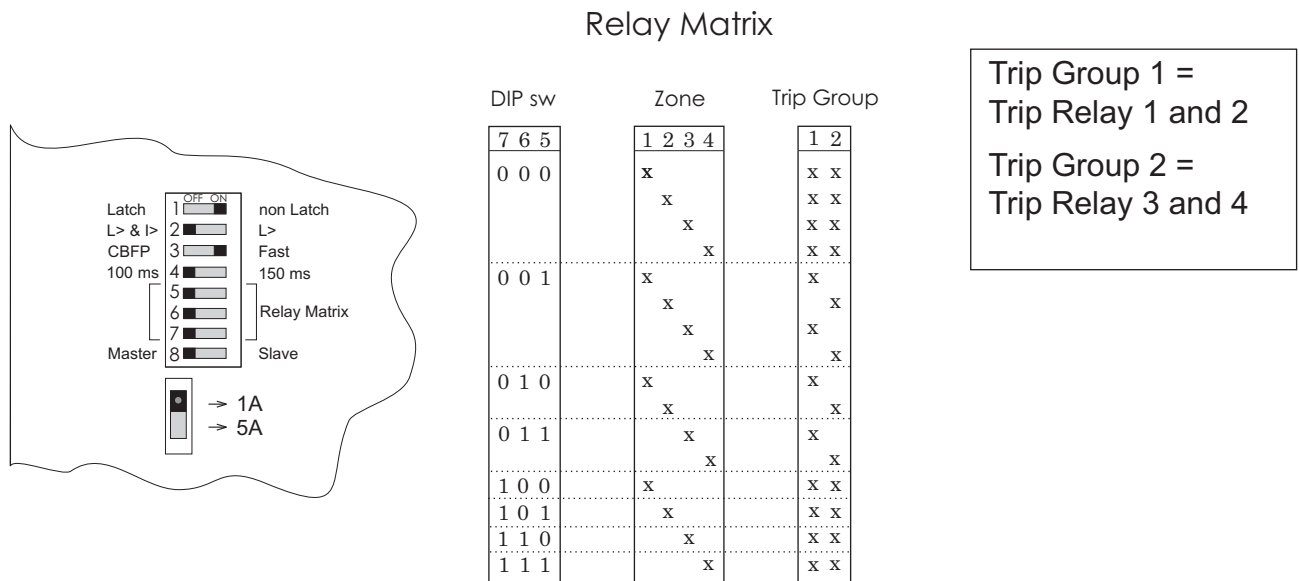 Relay Matrix
Trip Group 1 =
Trip Relay 1 and 2
Trip Group 2 =
Trip Relay 3 and 4
DIP sw Zone Trip Group
7 6 5 1 2 3 4 1 2
0 0 0 x x x
x x x
x x x
x x x
0 0 1 x x
x x
x x
x x
0 1 0 x x
x x
0 1 1 x x
x x
1 0 0 x x x
1 0 1 x x x
1 1 0 x x x
1 1 1 x x x
OFF ON
Latch 1 non Latch
L> & I> 2 L>
CBFP 3 Fast
100 ms 4 150 ms
5
6 Relay Matrix
7
Master 8 Slave
→ 1A
→ 5A